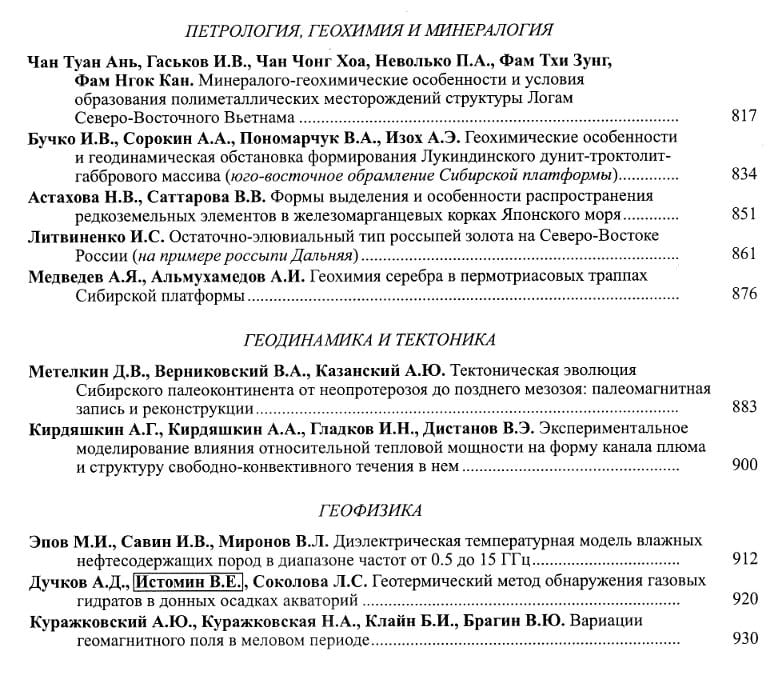 ПЕТРОЛОГИЯ, ГЕОХИМИЯ И МИНЕРАЛОГИЯ
Чан Туан Ань, Гаськов И.В., Чан Чонг Хоа, Неволько П.А., Фам Тхи Зунг,
Фам Нгок Кан. Минералого-геохимические особенности и условия
образования полиметаллических месторождений структуры Логам
Северо-Восточного Вьетнама ........ 817
Бучко И.В., Сорокин А.А., Пономарчук В.А., Изох А.Э. Геохимические особенности
и геодинамическая обстановка формирования Лукиндинского дунит-троктолит-
габбрового массива (юго-восточное обрамление Сибирской платформы) ........ 834
Астахова Н.В., Саттарова В.В. Формы выделения и особенности распространения
редкоземельных элементов в железомарганцевых корках Японского моря ........ 851
Литвиненко И.С. Остаточно-элювиальный тип россыпей золота на Северо-Востоке
России (на примере россыпи Дальняя) ........ 861
Медведев А.Я., Альмухамедов А.И. Геохимия серебра в пермотриасовых траппах
Сибирской платформы ........ 876
ГЕОДИНАМИКА И ТЕКТОНИКА
Метелкин Д.В., Верниковский В.А., Казанский А.Ю. Тектоническая эволюция
Сибирского палеоконтинента от неопротерозоя до позднего мезозоя: палеомагнитная
запись и реконструкции ........ 883
Кирдяшкин А.Г., Кирдяшкин А.А., Гладков И.Н., Дистанов В.Э. Экспериментальное
моделирование влияния относительной тепловой мощности на форму канала плюма
и структуру свободно-конвективного течения в нем ........ 900
ГЕОФИЗИКА
Эпов М.И., Савин И.В., Миронов В.Л. Диэлектрическая температурная модель влажных
нефтесодержащих пород в диапазоне частот от 0.5 до 15 ГГц ........ 912
Дучков А.Д., Истомин В.Е., Соколова Л.С. Геотермический метод обнаружения газовых
гидратов в донных осадках акваторий ........ 920
Куражковский А.Ю., Куражковская Н.А., Клайн Б.И., Брагин В.Ю. Вариации
геомагнитного поля в меловом периоде ........ 930